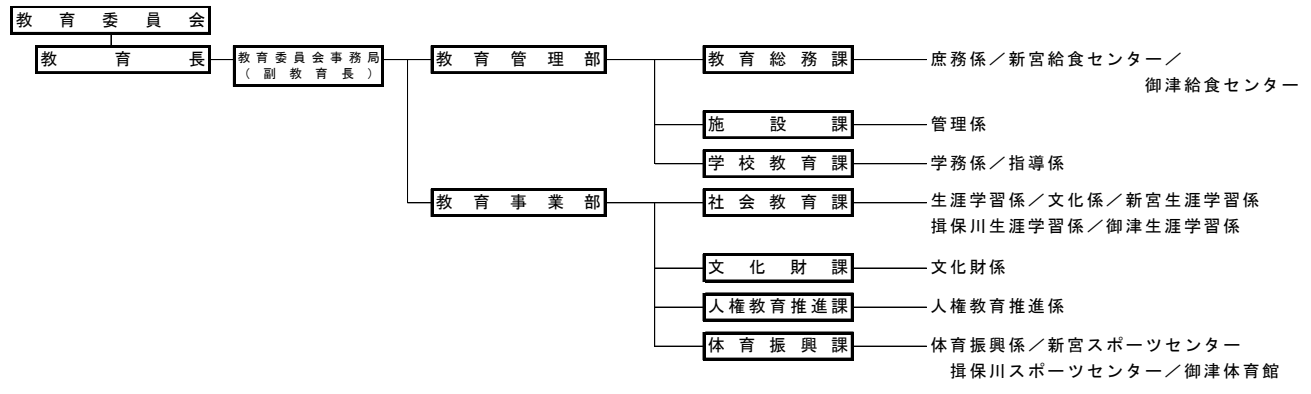 教育委員会
教育長
教育委員会事務局
（副教育長）
教育管理部
教育総務課
庶務係／新宮給食センター／
御津給食センター
施設課
管理係
学校教育課
学務係／指導係
教育事業部
社会教育課
生涯学習係／文化係／新宮生涯学習係
揖保川生涯学習係／御津生涯学習係
文化財課
文化財係
人権教育推進課
人権教育推進係
体育振興課
体育振興係／新宮スポーツセンター
揖保川スポーツセンター／御津体育館